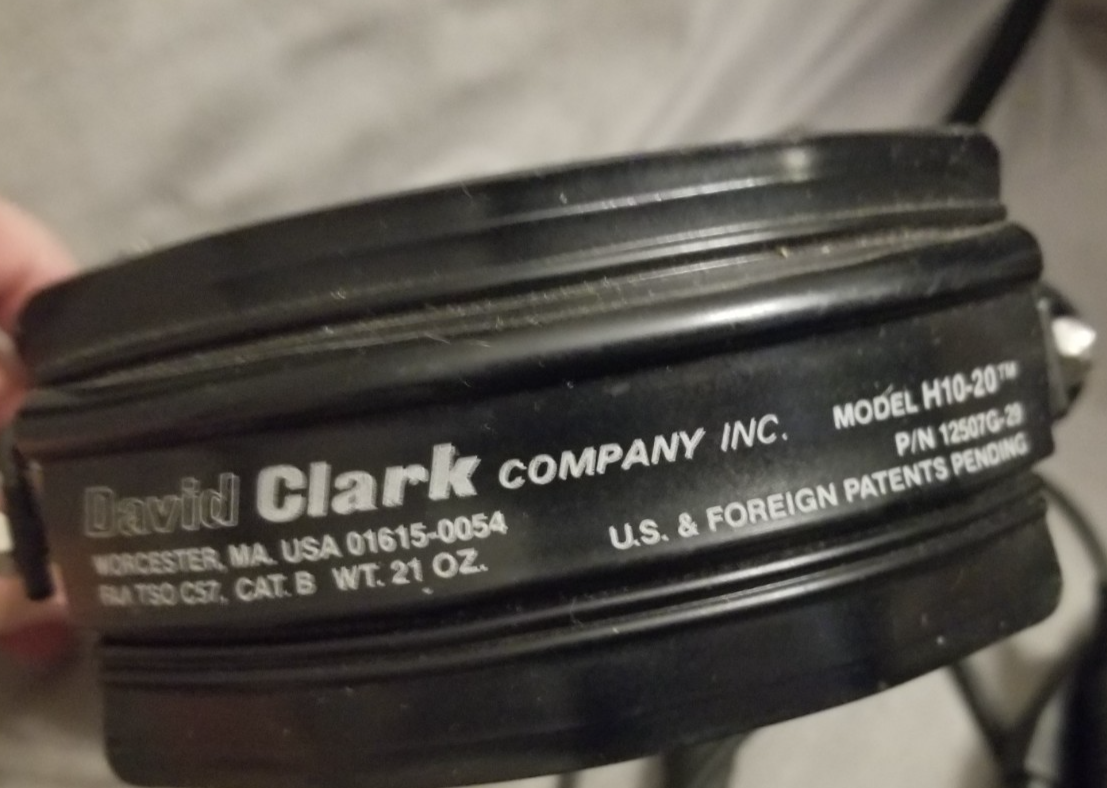 David Clark COMPANY INC.
WORCESTER, MA. USA 01615-0054
FAA TSO C57, CAT. B WT. 21 OZ.
MODEL H10-20™
P/N 12507G-29
U.S. & FOREIGN PATENTS PENDING